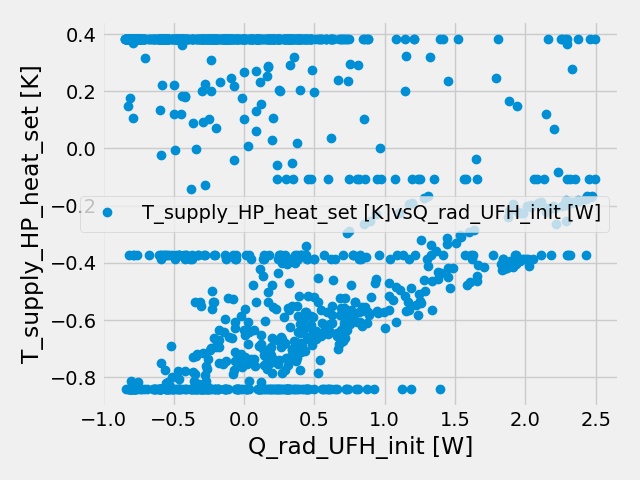 0.4
0.2
0.0
−0.2
−0.4
−0.6
−0.8
T_supply_HP_heat_set [K]
T_supply_HP_heat_set [K]vsQ_rad_UFH_init [W]
−1.0 −0.5 0.0 0.5 1.0 1.5 2.0 2.5
Q_rad_UFH_init [W]